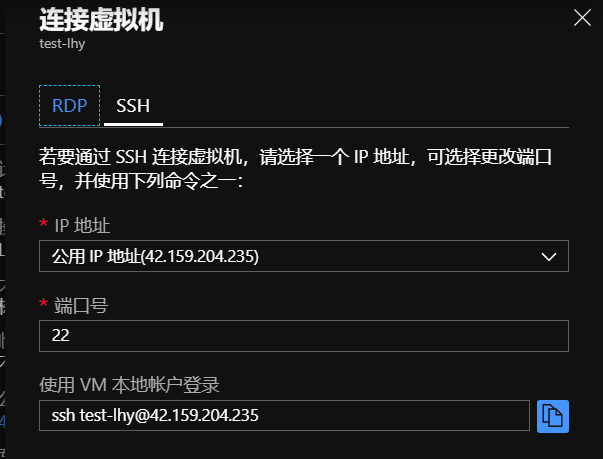 连接虚拟机
test-lhy
RDP
SSH
若要通过 SSH 连接虚拟机，请选择一个 IP 地址，可选择更改端口
号，并使用下列命令之一：
* IP 地址
公用 IP 地址(42.159.204.235)
* 端口号
22
使用 VM 本地帐户登录
ssh test-lhy@42.159.204.235